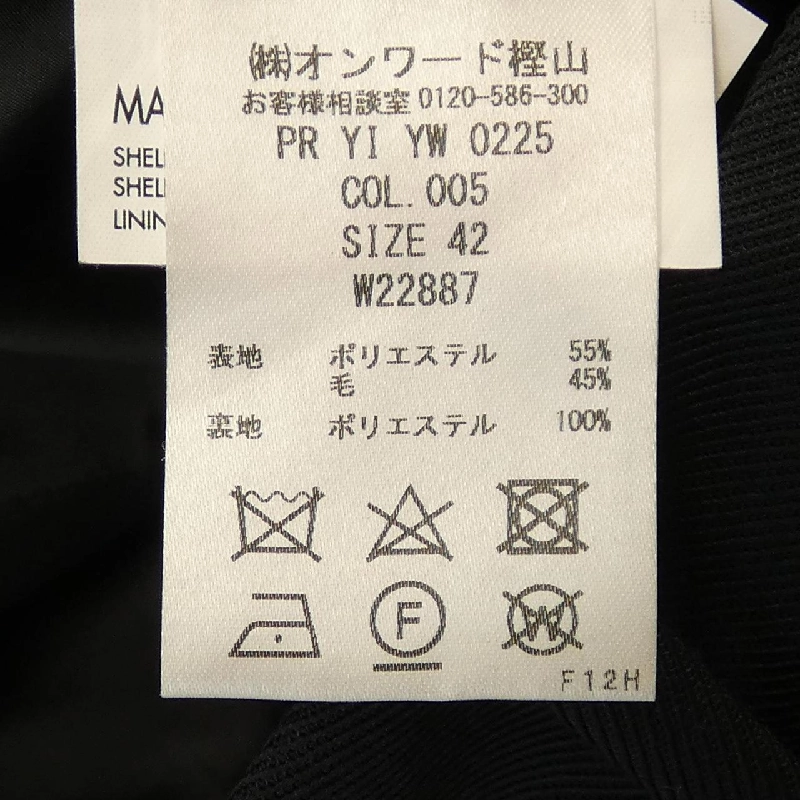 (株)オンワード樫山
お客様相談室 0120-586-300
PR YI YW 0225
COL. 005
SIZE 42
W22887
表地 ポリエステル 55%
毛 45%
裏地 ポリエステル 100%
F
W
F12H
MA
SHEL
SHEL
LININ